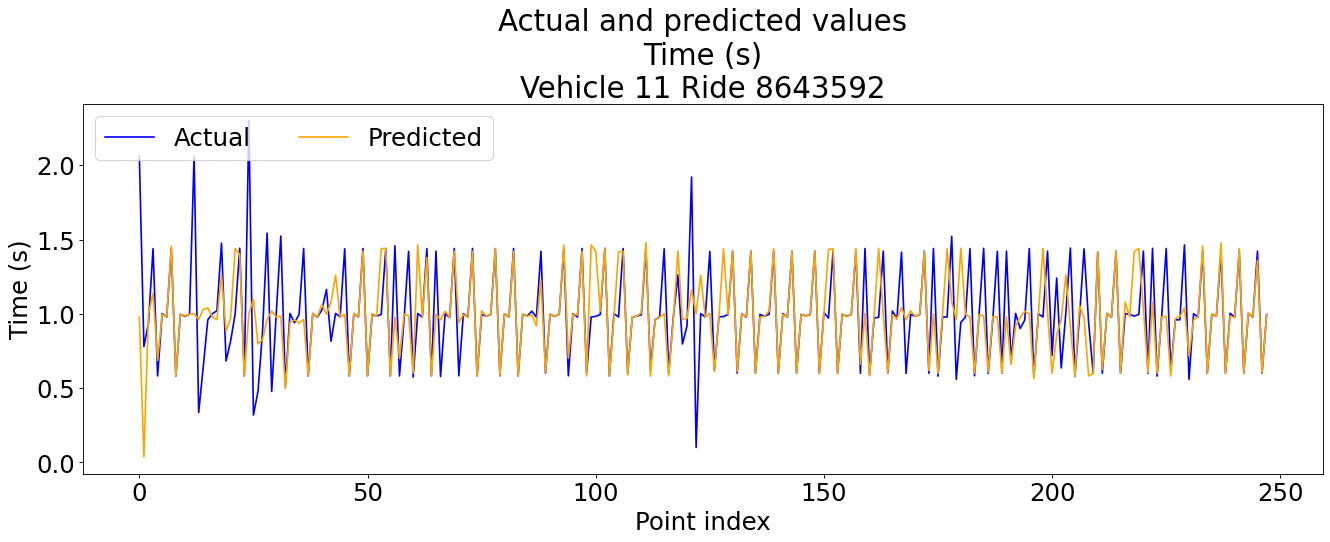 Actual and predicted values
Time (s)
Vehicle 11 Ride 8643592
Actual Predicted
Time (s)
2.0
1.5
1.0
0.5
0.0
0 50 100 150 200 250
Point index